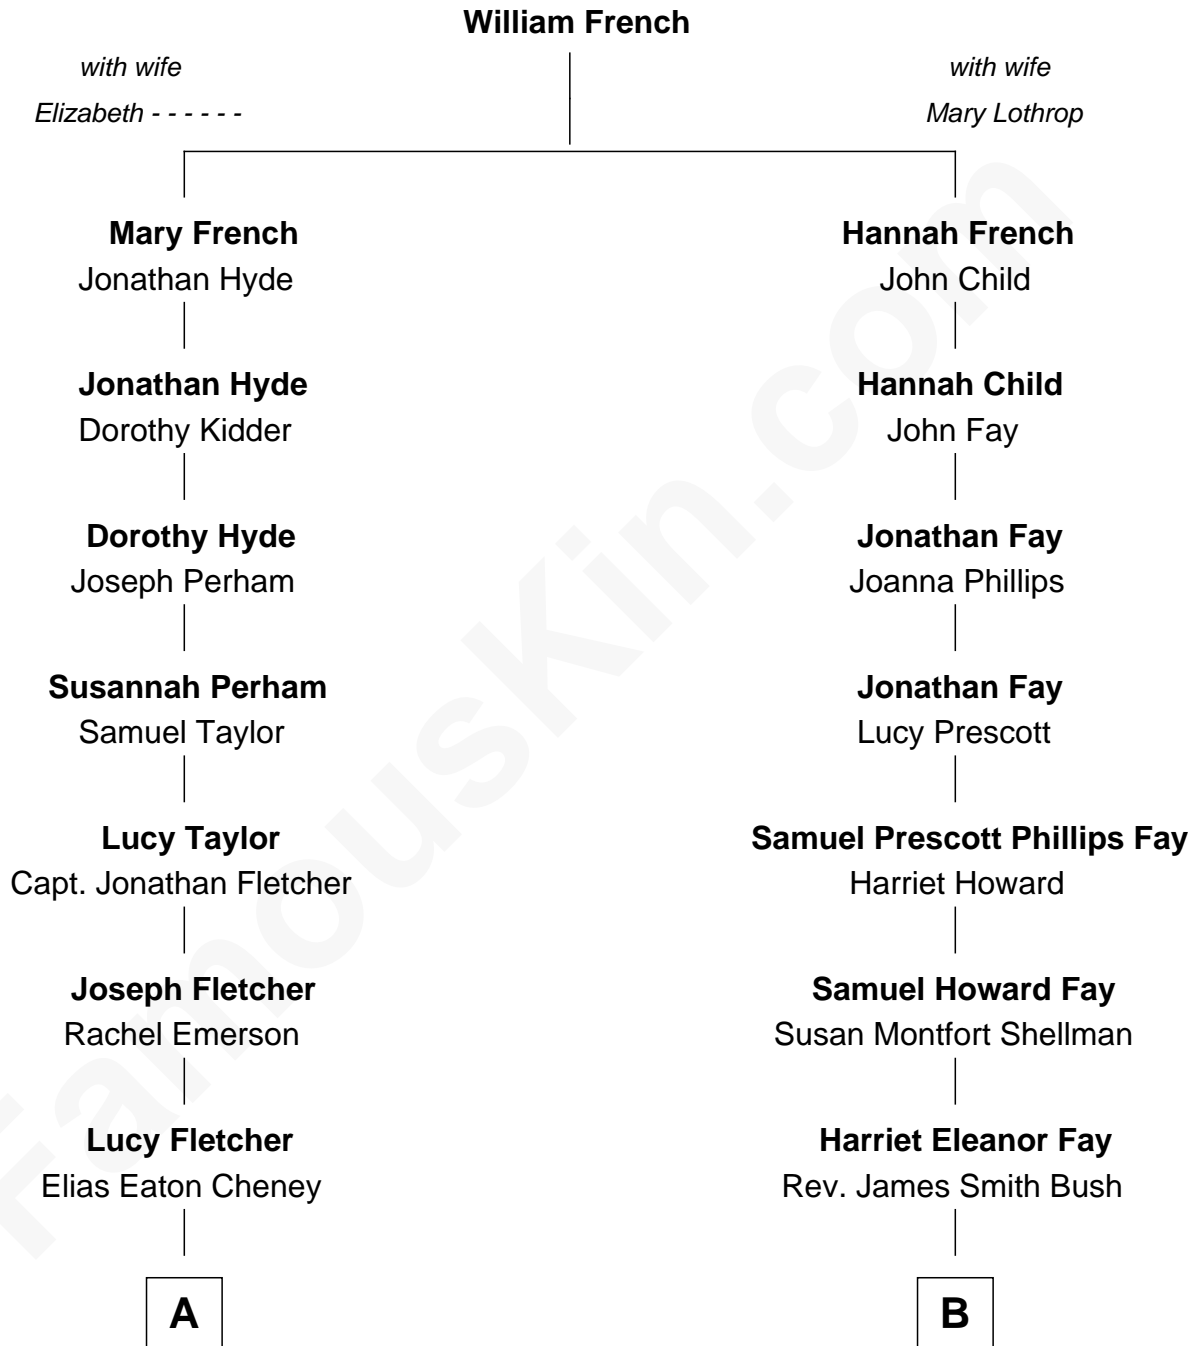 William French
with wife
Elizabeth - - - - - -
with wife
Mary Lothrop
Mary French
Jonathan Hyde
Hannah French
John Child
Jonathan Hyde
Dorothy Kidder
Hannah Child
John Fay
Dorothy Hyde
Joseph Perham
Jonathan Fay
Joanna Phillips
Susannah Perham
Samuel Taylor
Jonathan Fay
Lucy Prescott
Lucy Taylor
Capt. Jonathan Fletcher
Samuel Prescott Phillips Fay
Harriet Howard
Joseph Fletcher
Rachel Emerson
Samuel Howard Fay
Susan Montfort Shellman
Lucy Fletcher
Elias Eaton Cheney
Harriet Eleanor Fay
Rev. James Smith Bush
A
B
FamousKin.com